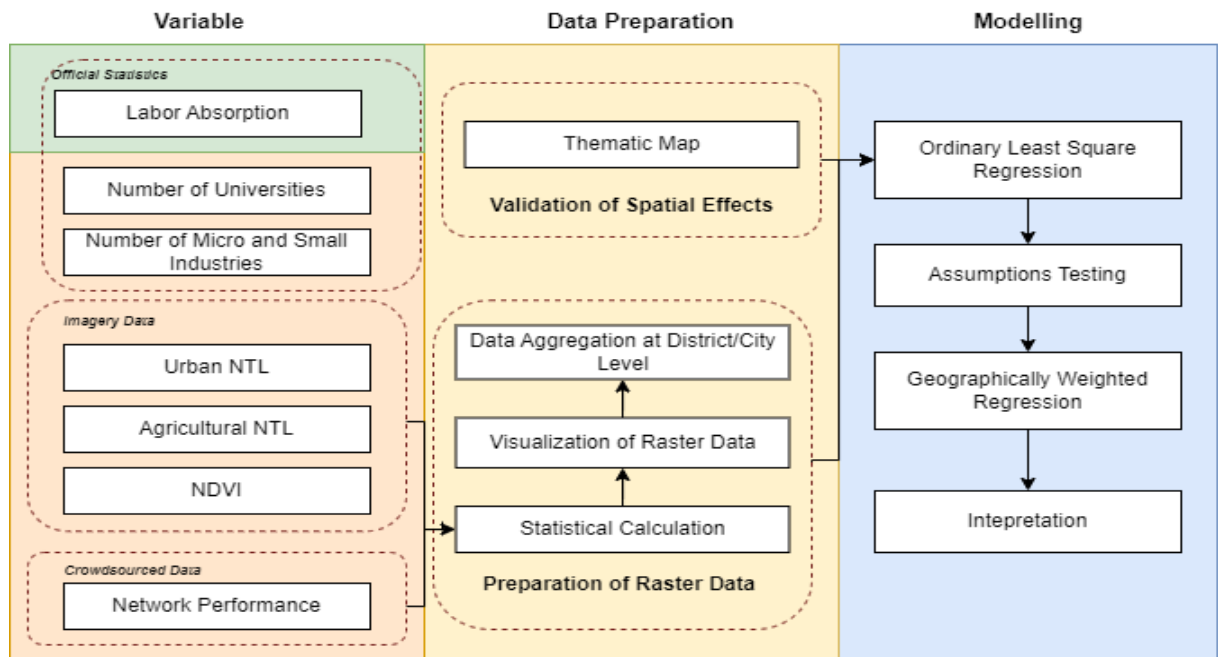 Variable
Data Preparation
Modelling
Official Statistics
Labor Absorption
Number of Universities
Number of Micro and Small
Industries
Imagery Data
Urban NTL
Agricultural NTL
NDVI
Crowdsourced Data
Network Performance
Thematic Map
Validation of Spatial Effects
Data Aggregation at District/City
Level
Visualization of Raster Data
Statistical Calculation
Preparation of Raster Data
Ordinary Least Square
Regression
Assumptions Testing
Geographically Weighted
Regression
Intepretation